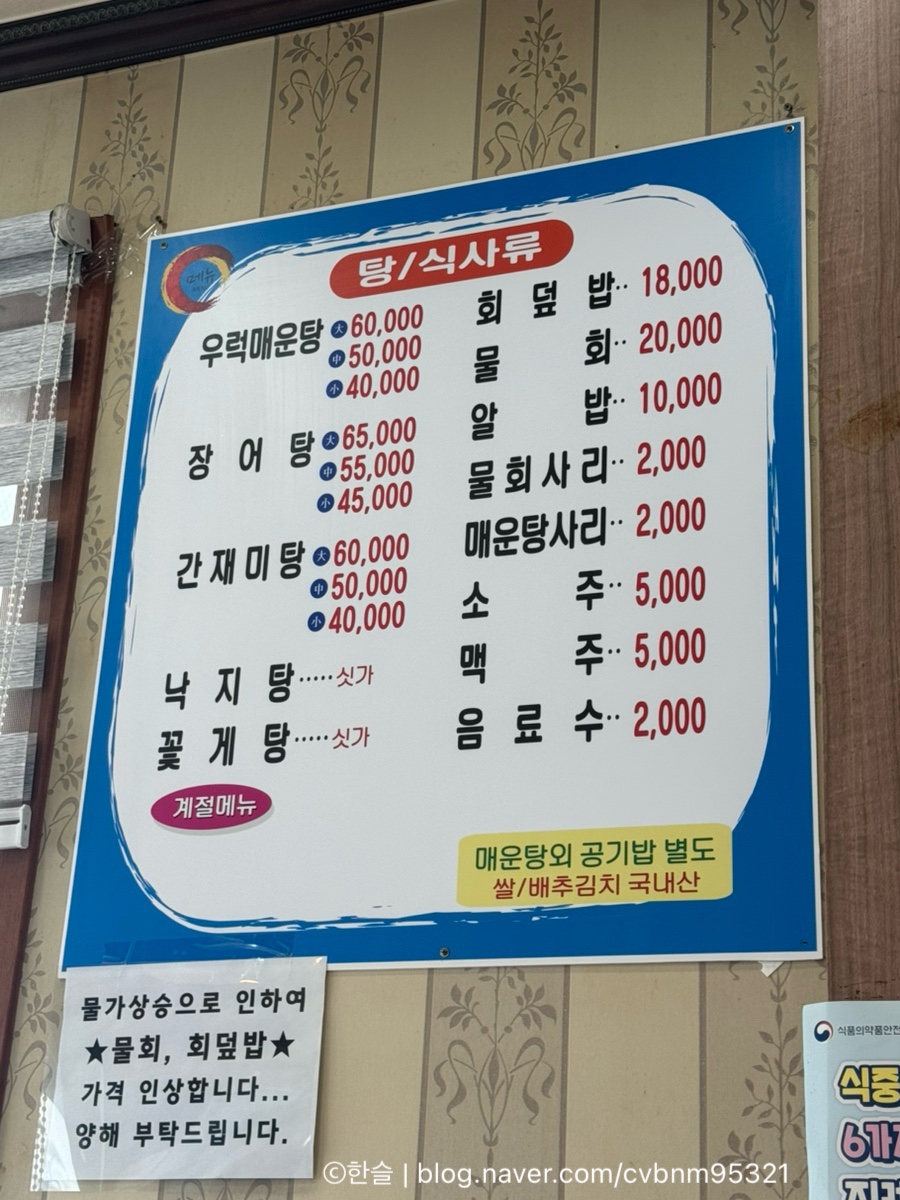 메뉴
탕/식사류
우럭매운탕 大 60,000
中 50,000
小 40,000
장어탕 大 65,000
中 55,000
小 45,000
간재미탕 大 60,000
中 50,000
小 40,000
낙지탕·····싯가
꽃게탕·····싯가
계절메뉴
회덮밥·· 18,000
물회·· 20,000
알밥·· 10,000
물회사리·· 2,000
매운탕사리·· 2,000
소주·· 5,000
맥주·· 5,000
음료수·· 2,000
매운탕외 공기밥 별도
쌀/배추김치 국내산
물가상승으로 인하여
★물회, 회덮밥★
가격 인상합니다...
양해 부탁드립니다.
식품의약품안전
식중
6가
©한슬 | blog.naver.com/cvbnm95321